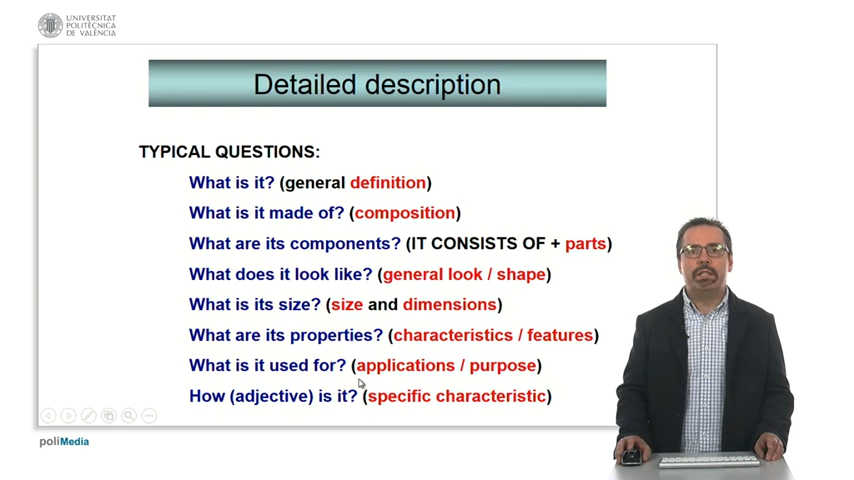 UNIVERSITAT
POLITÈCNICA
DE VALÈNCIA
Detailed description
TYPICAL QUESTIONS:
What is it? (general definition)
What is it made of? (composition)
What are its components? (IT CONSISTS OF + parts)
What does it look like? (general look / shape)
What is its size? (size and dimensions)
What are its properties? (characteristics / features)
What is it used for? (applications / purpose)
How (adjective) is it? (specific characteristic)
poliMedia